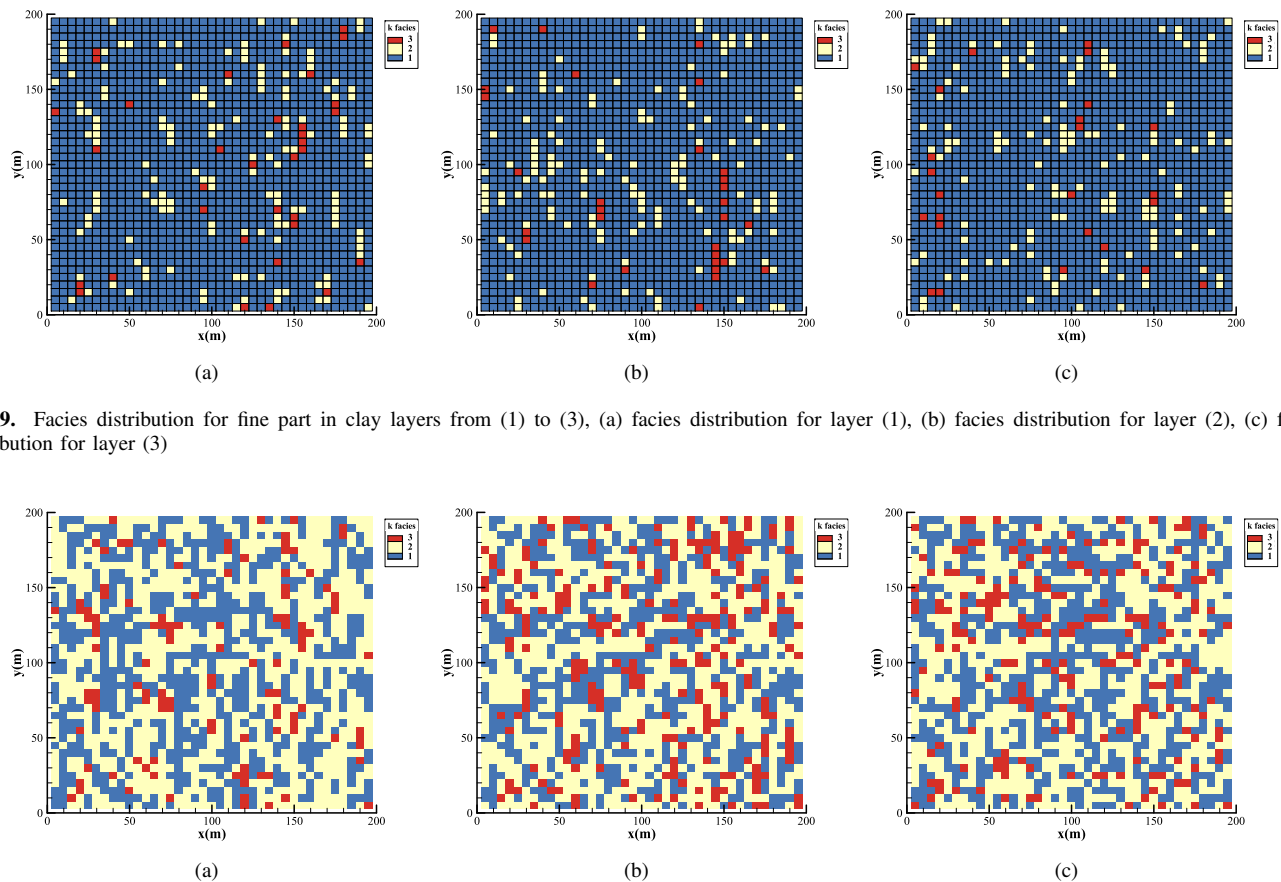 200
150
100
50
0
y(m)
0 50 100 150 200
x(m)
k facies
3
2
1
(a)
200
150
100
50
0
y(m)
0 50 100 150 200
x(m)
k facies
3
2
1
(b)
200
150
100
50
0
y(m)
0 50 100 150 200
x(m)
k facies
3
2
1
(c)
9. Facies distribution for fine part in clay layers from (1) to (3), (a) facies distribution for layer (1), (b) facies distribution for layer (2), (c) f
bution for layer (3)
200
150
100
50
0
y(m)
0 50 100 150 200
x(m)
k facies
3
2
1
(a)
200
150
100
50
0
y(m)
0 50 100 150 200
x(m)
k facies
3
2
1
(b)
200
150
100
50
0
y(m)
0 50 100 150 200
x(m)
k facies
3
2
1
(c)